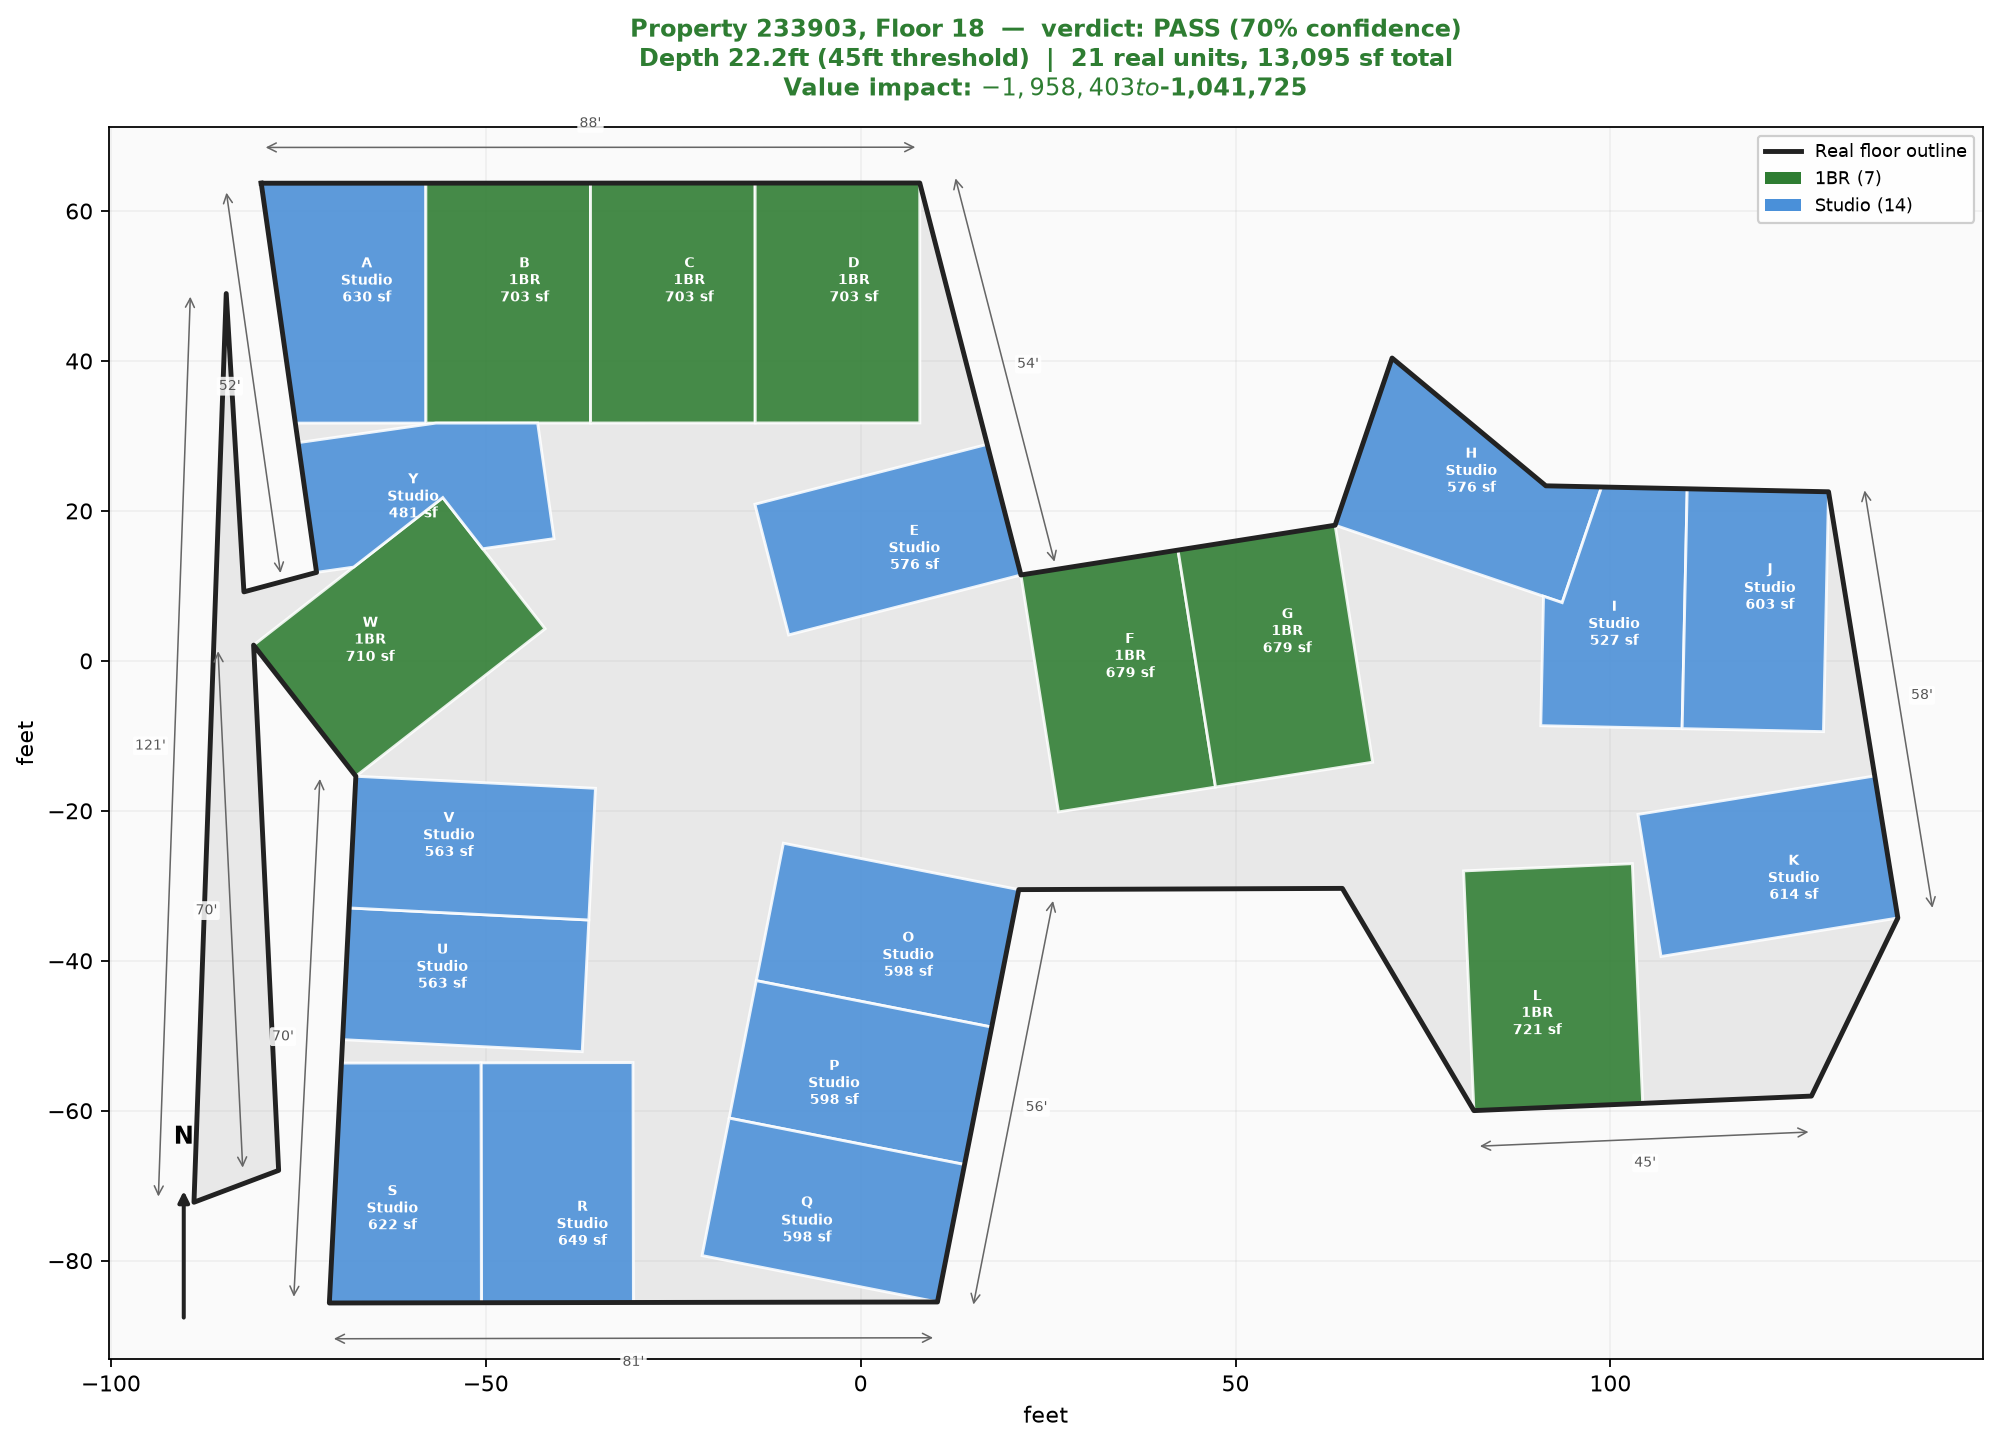 Property 233903, Floor 18  —  verdict: PASS (70% confidence)
Depth 22.2ft (45ft threshold)  |  21 real units, 13,095 sf total
Value impact: −1,958,403to-1,041,725
Real floor outline
1BR (7)
Studio (14)
88'
60
40
20
0
−20
−40
−60
−80
feet
A
Studio
630 sf
B
1BR
703 sf
C
1BR
703 sf
D
1BR
703 sf
54'
52'
Y
Studio
481 sf
E
Studio
576 sf
H
Studio
576 sf
W
1BR
710 sf
F
1BR
679 sf
G
1BR
679 sf
I
Studio
527 sf
J
Studio
603 sf
58'
121'
70'
70'
V
Studio
563 sf
U
Studio
563 sf
O
Studio
598 sf
K
Studio
614 sf
L
1BR
721 sf
P
Studio
598 sf
56'
N
S
Studio
622 sf
R
Studio
649 sf
Q
Studio
598 sf
45'
81'
−100
−50
0
50
100
feet